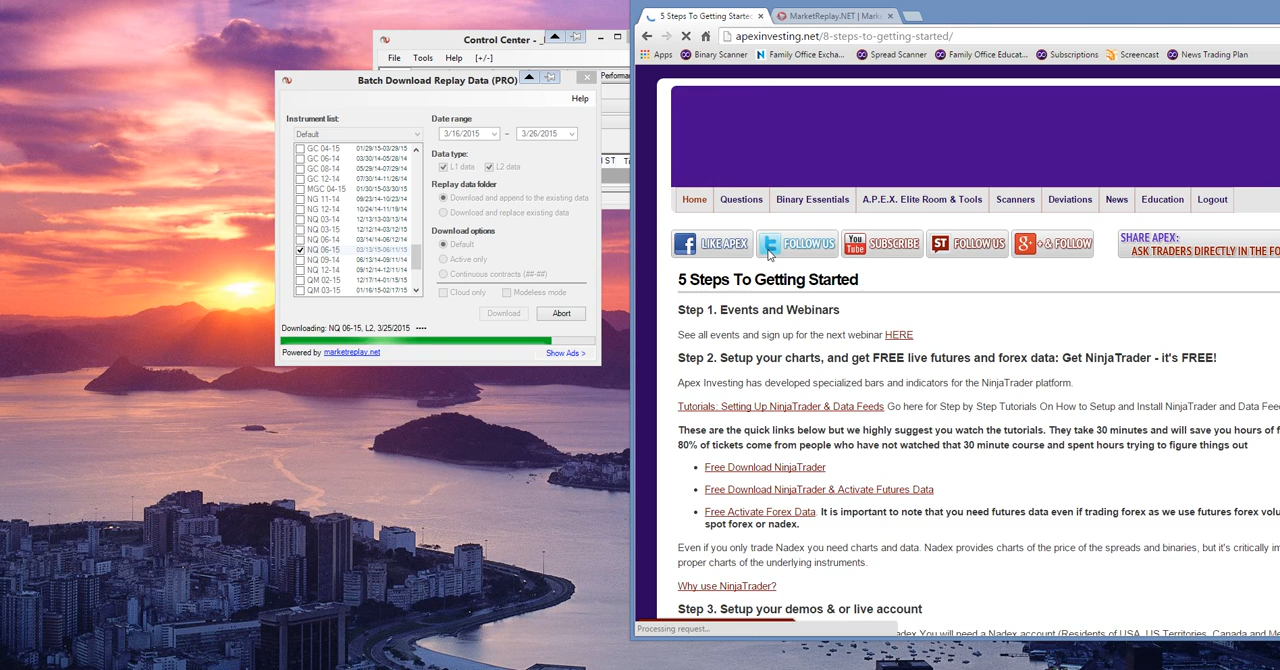 Control Center - _
File Tools Help [+/-]
Performa
Batch Download Replay Data (PRO)
Help
Instrument list:
Default
GC 04-15 01/29/15-03/29/15
GC 06-14 03/30/14-05/28/14
GC 08-14 05/29/14-07/29/14
GC 12-14 07/30/14-11/26/14
MGC 04-15 01/30/15-03/30/15
NG 11-14 09/23/14-10/23/14
NG 12-14 10/24/14-11/19/14
NQ 03-14 12/13/13-03/13/14
NQ 03-15 12/12/14-03/12/15
NQ 06-14 03/14/14-06/12/14
NQ 06-15 03/13/15-06/11/15
NQ 09-14 06/13/14-09/11/14
NQ 12-14 09/12/14-12/11/14
QM 02-15 12/17/14-01/15/15
QM 03-15 01/16/15-02/17/15
Date range
3/16/2015 – 3/26/2015
Data type:
L1 data L2 data
Replay data folder
Download and append to the existing data
Download and replace existing data
Download options
Default
Active only
Continuous contracts (##-##)
Cloud only Modeless mode
Download Abort
Downloading: NQ 06-15, L2, 3/25/2015 ••••
Powered by marketreplay.net Show Ads >
5 Steps To Getting Started
MarketReplay.NET | Mark
apexinvesting.net/8-steps-to-getting-started/
Apps Binary Scanner Family Office Excha... Spread Scanner Family Office Educat... Subscriptions Screencast News Trading Plan
Home Questions Binary Essentials A.P.E.X. Elite Room & Tools Scanners Deviations News Education Logout
LIKE APEX FOLLOW US You Tube SUBSCRIBE ST FOLLOW US g+ +& FOLLOW
SHARE APEX:
ASK TRADERS DIRECTLY IN THE FO
5 Steps To Getting Started
Step 1. Events and Webinars
See all events and sign up for the next webinar HERE
Step 2. Setup your charts, and get FREE live futures and forex data: Get NinjaTrader - it's FREE!
Apex Investing has developed specialized bars and indicators for the NinjaTrader platform.
Tutorials: Setting Up NinjaTrader & Data Feeds Go here for Step by Step Tutorials On How to Setup and Install NinjaTrader and Data Fee
These are the quick links below but we highly suggest you watch the tutorials. They take 30 minutes and will save you hours of f
80% of tickets come from people who have not watched that 30 minute course and spent hours trying to figure things out
• Free Download NinjaTrader
• Free Download NinjaTrader & Activate Futures Data
• Free Activate Forex Data. It is important to note that you need futures data even if trading forex as we use futures forex volu
spot forex or nadex.
Even if you only trade Nadex you need charts and data. Nadex provides charts of the price of the spreads and binaries, but it's critically im
proper charts of the underlying instruments.
Why use NinjaTrader?
Step 3. Setup your demos & or live account
adex You will need a Nadex account (Residents of USA, US Territories, Canada and Me
Processing request...